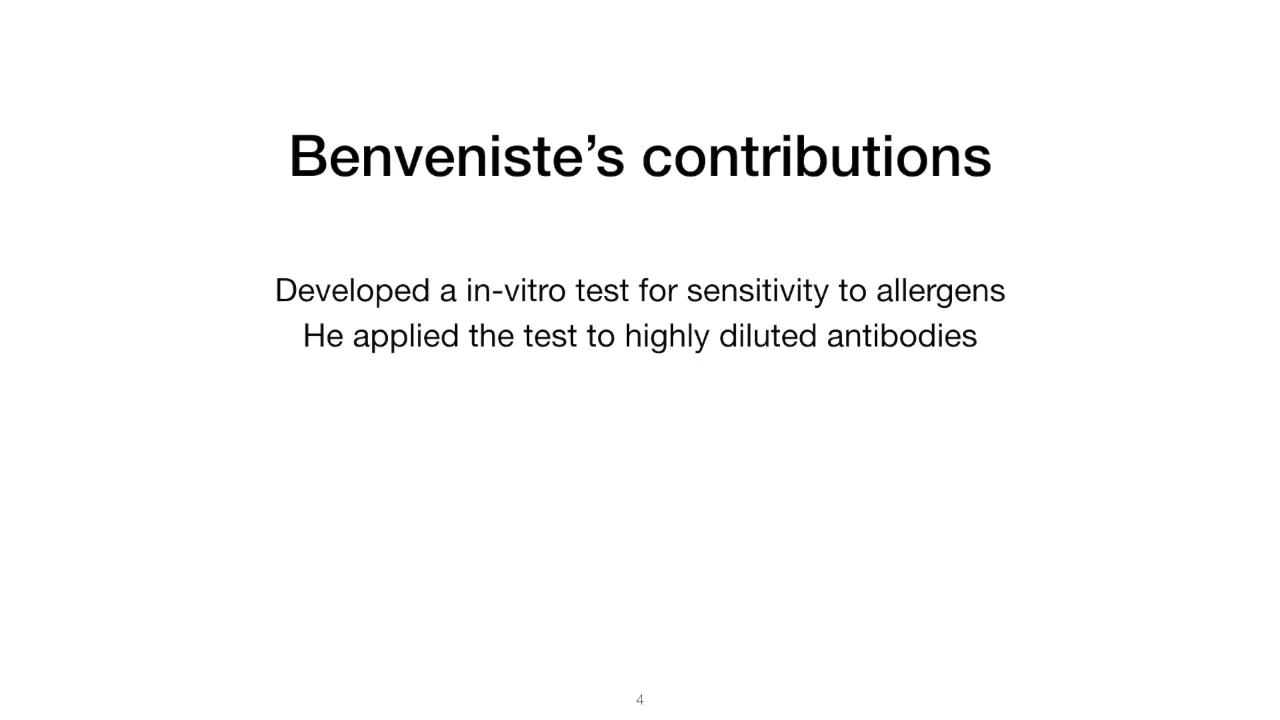 Benveniste’s contributions
Developed a in-vitro test for sensitivity to allergens
He applied the test to highly diluted antibodies
4